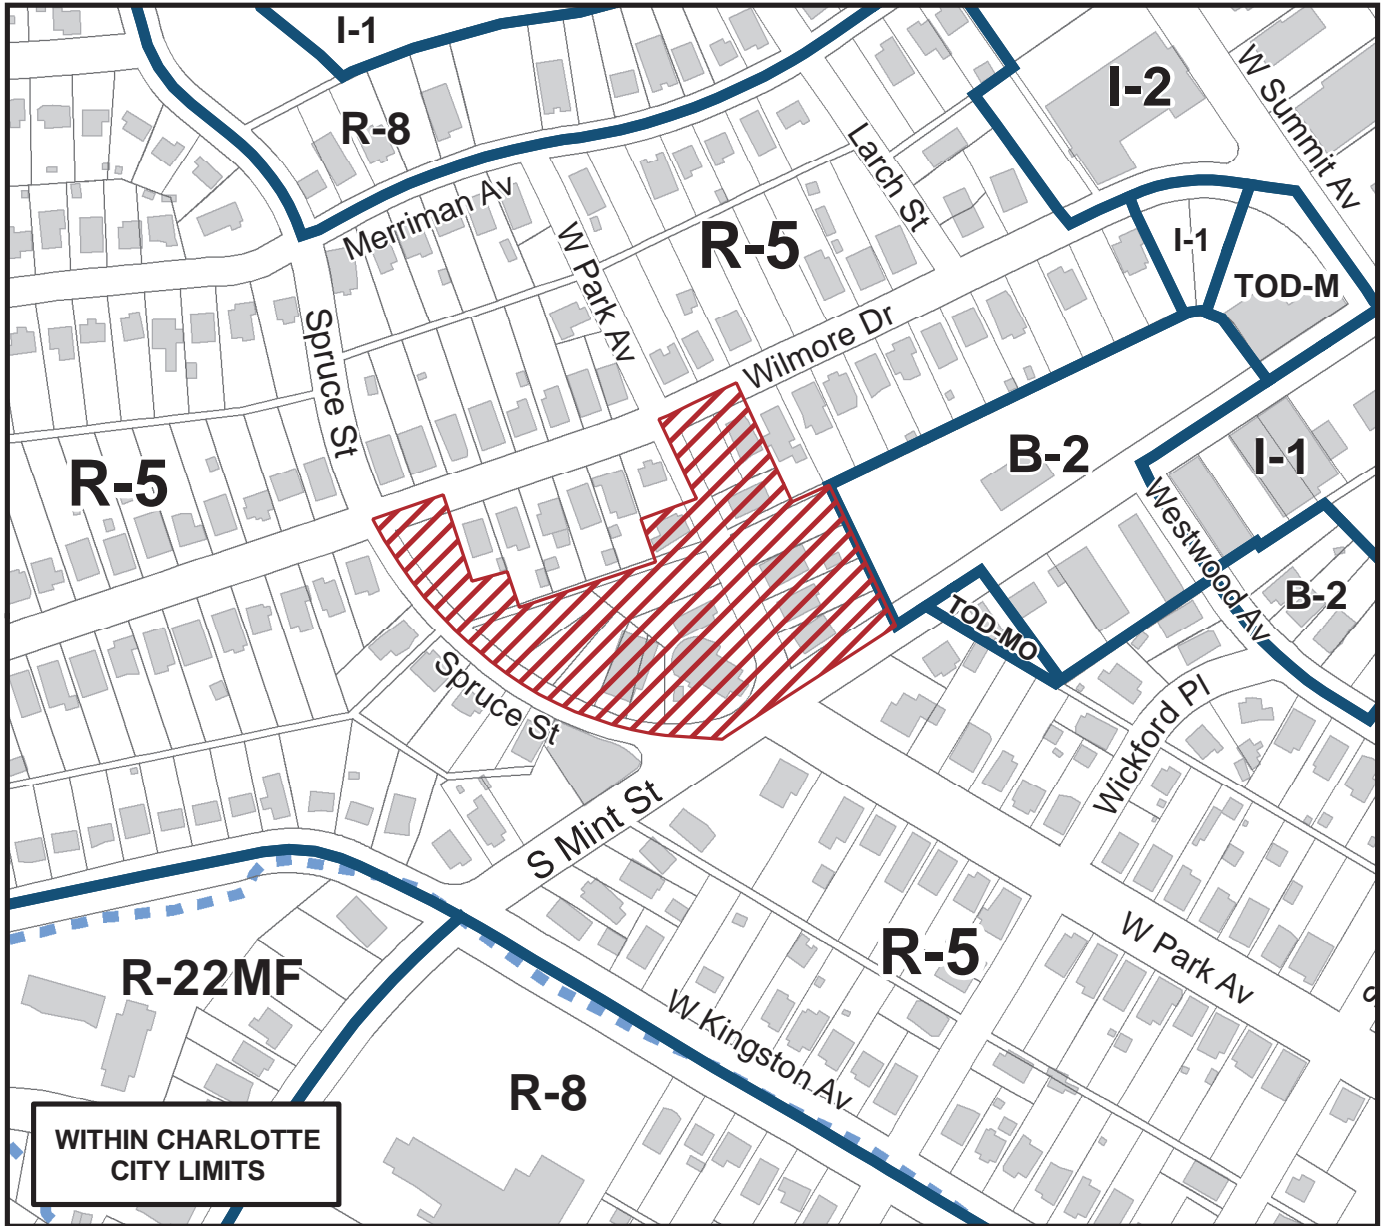 I-1
R-8
I-2
W Summit Av
Larch St
Merriman Av
W Park Av
R-5
I-1
TOD-M
Spruce St
Wilmore Dr
R-5
B-2
I-1
Westwood Av
B-2
TOD-MO
Spruce St
Wickford Pl
S Mint St
R-5
W Park Av
R-22MF
W Kingston Av
R-8
WITHIN CHARLOTTE
CITY LIMITS